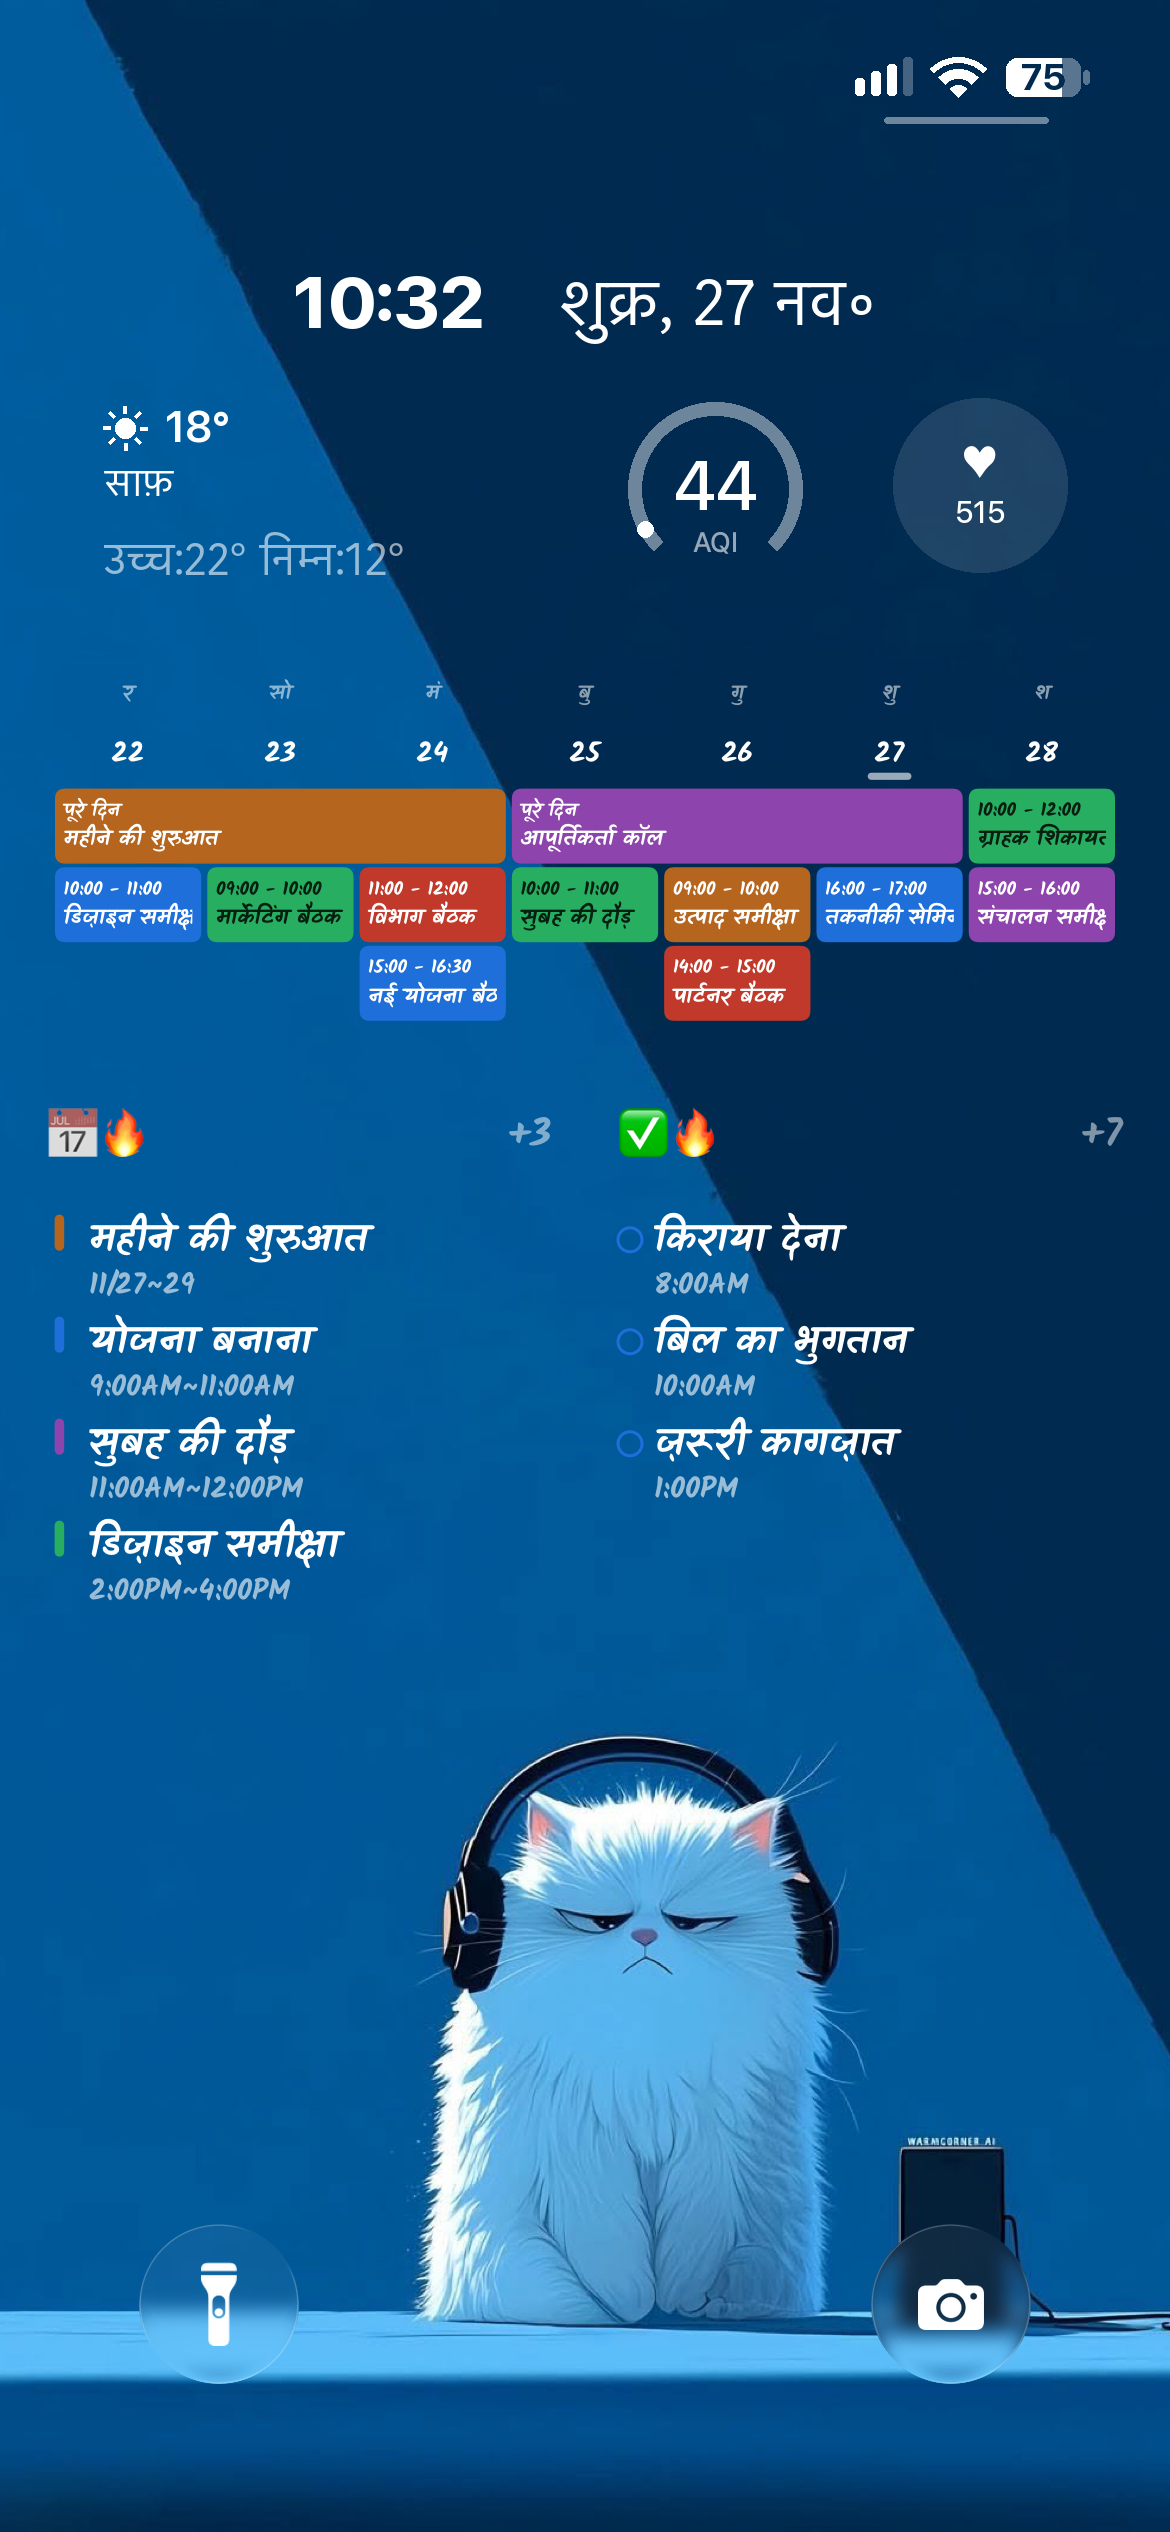 75
10:32 शुक्र, 27 नव॰
18°
साफ़
उच्च:22° निम्न:12°
44
AQI
515
र सो मं बु गु शु श
22 23 24 25 26 27 28
पूरे दिन
महीने की शुरुआत
पूरे दिन
आपूर्तिकर्ता कॉल
10:00 - 12:00
ग्राहक
10:00 - 11:00
डिज़ाइन
09:00 - 10:00
मार्केटिंग बैठक
11:00 - 12:00
विभाग बैठक
10:00 - 11:00
सुबह की दौड़
09:00 - 10:00
उत्पाद समीक्षा
16:00 - 17:00
तकनीकी
15:00 - 16:00
संचालन
15:00 - 16:30
नई योजना
14:00 - 15:00
पार्टनर बैठक
JUL
17
+3
+7
महीने की शुरुआत
11/27~29
योजना बनाना
9:00AM~11:00AM
सुबह की दौड़
11:00AM~12:00PM
डिज़ाइन समीक्षा
2:00PM~4:00PM
किराया देना
8:00AM
बिल का भुगतान
10:00AM
ज़रूरी कागज़ात
1:00PM
WARMCORNER.AI